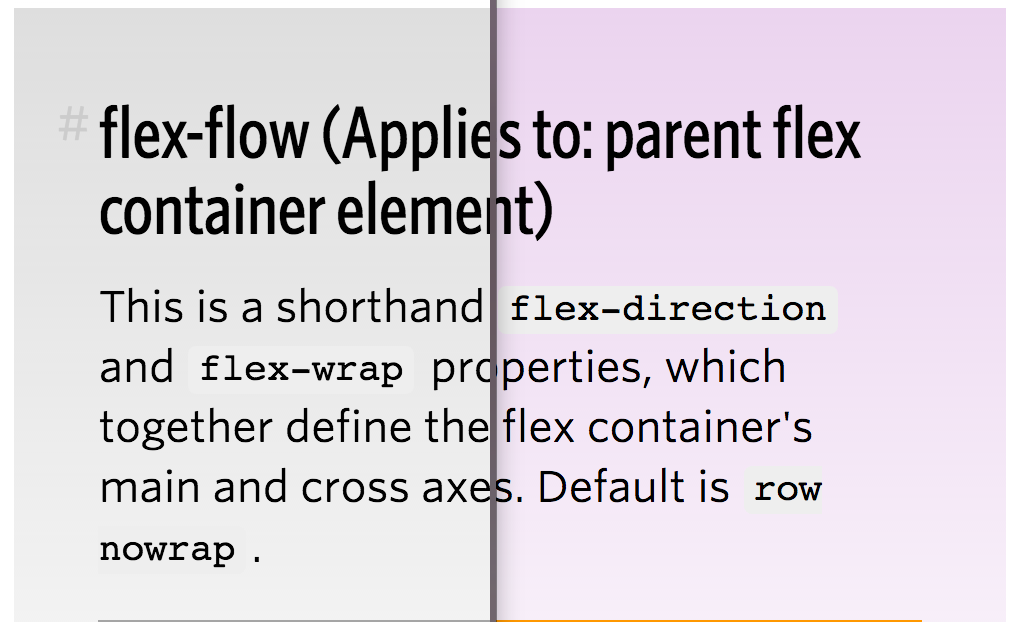 # flex-flow (Applies to: parent flex
container element)
This is a shorthand flex-direction
and flex-wrap properties, which
together define the flex container's
main and cross axes. Default is row
nowrap .